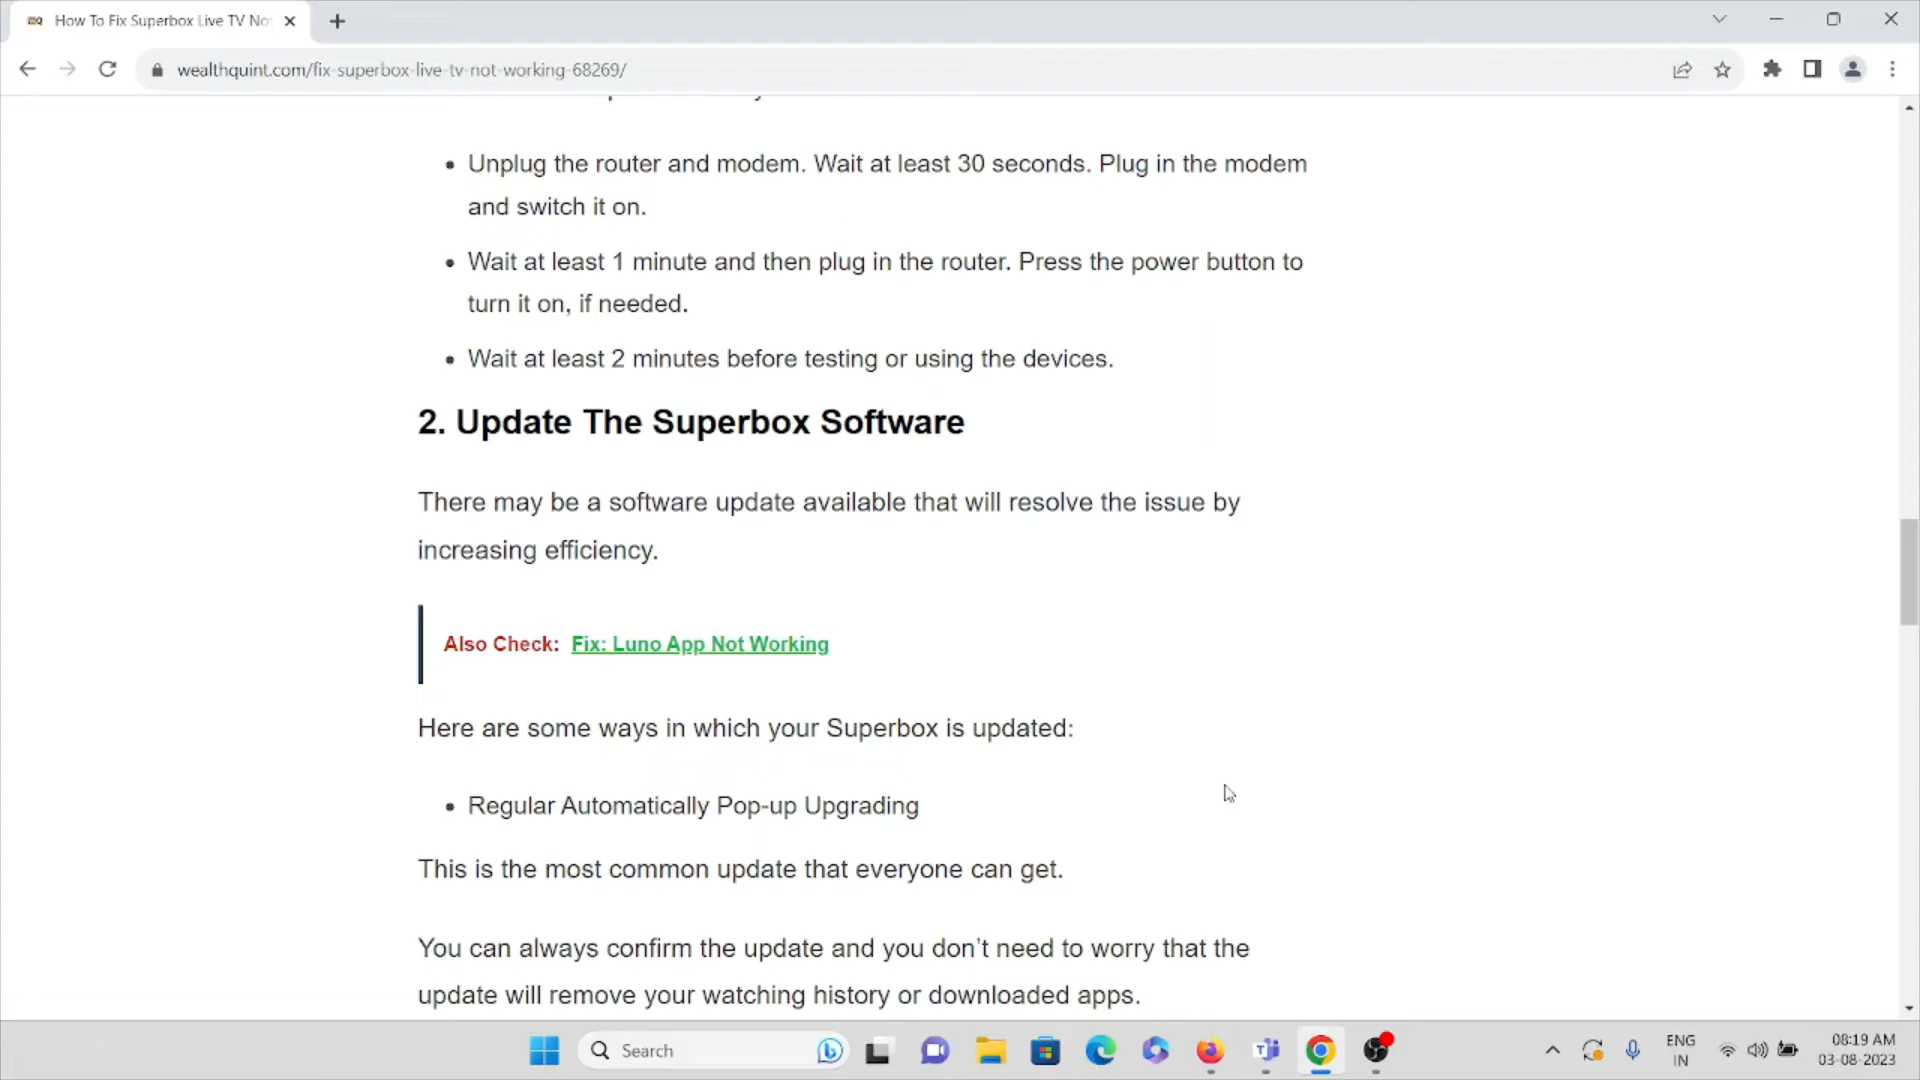 How To Fix Superbox Live TV No
wealthquint.com/fix-superbox-live-tv-not-working-68269/
Unplug the router and modem. Wait at least 30 seconds. Plug in the modem
and switch it on.
Wait at least 1 minute and then plug in the router. Press the power button to
turn it on, if needed.
Wait at least 2 minutes before testing or using the devices.
2. Update The Superbox Software
There may be a software update available that will resolve the issue by
increasing efficiency.
Also Check: Fix: Luno App Not Working
Here are some ways in which your Superbox is updated:
Regular Automatically Pop-up Upgrading
This is the most common update that everyone can get.
You can always confirm the update and you don’t need to worry that the
update will remove your watching history or downloaded apps.
Search
ENG
IN
08:19 AM
03-08-2023